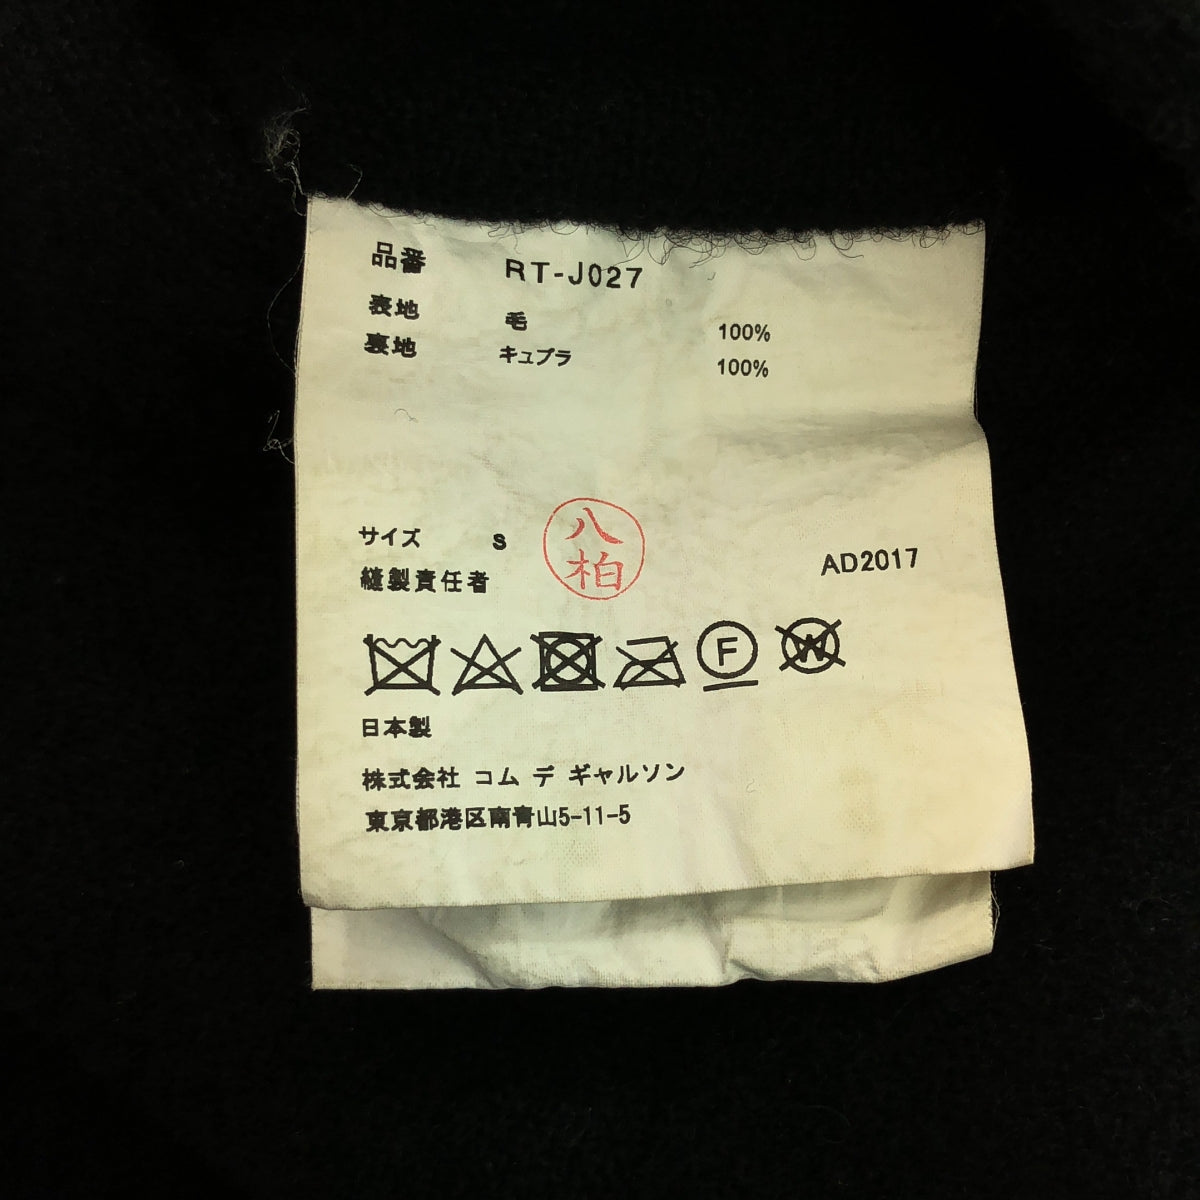 品番 RT-J027
表地 毛 100%
裏地 キュプラ 100%
サイズ S
八柏
縫製責任者
AD2017
F
W
日本製
株式会社 コム デ ギャルソン
東京都港区南青山5-11-5